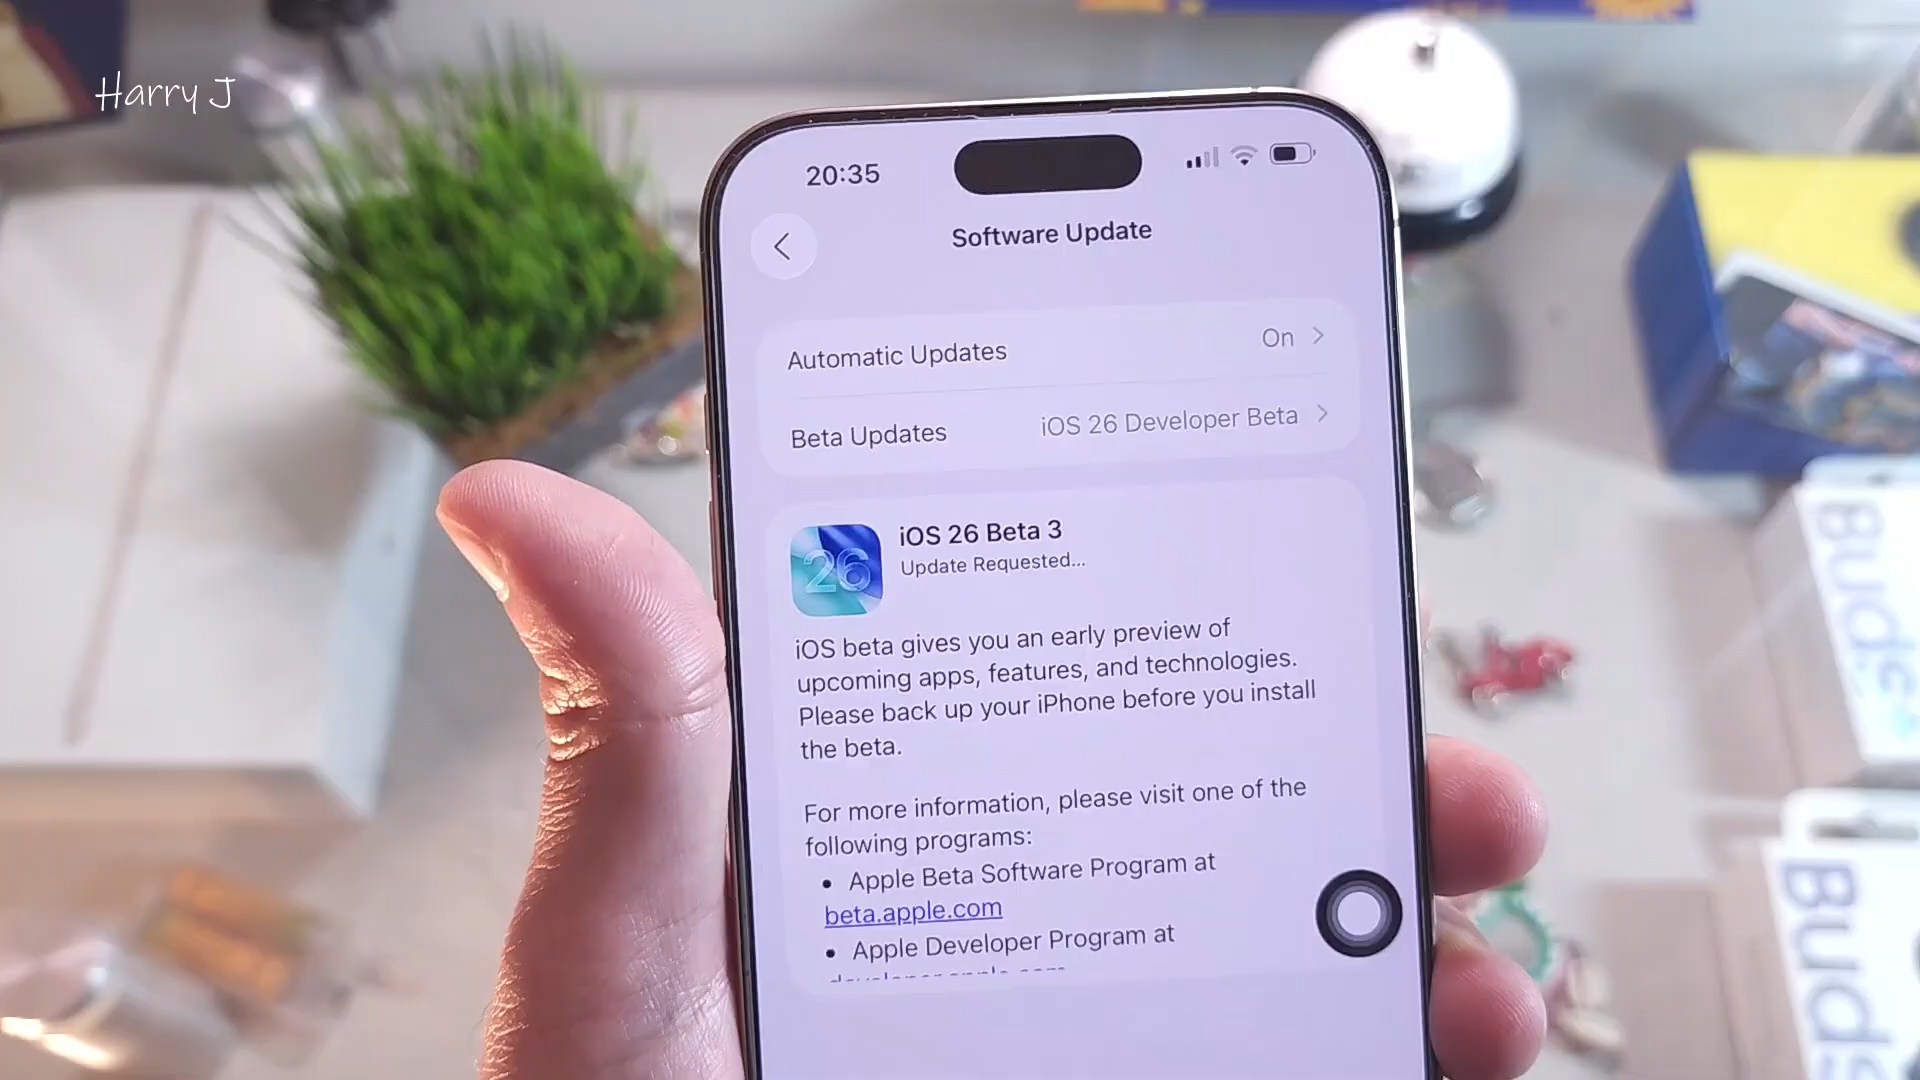 Harry J
20:35
Software Update
Automatic Updates On
Beta Updates iOS 26 Developer Beta
26
iOS 26 Beta 3
Update Requested...
iOS beta gives you an early preview of
upcoming apps, features, and technologies.
Please back up your iPhone before you install
the beta.
For more information, please visit one of the
following programs:
• Apple Beta Software Program at
beta.apple.com
• Apple Developer Program at
Buds
Buds